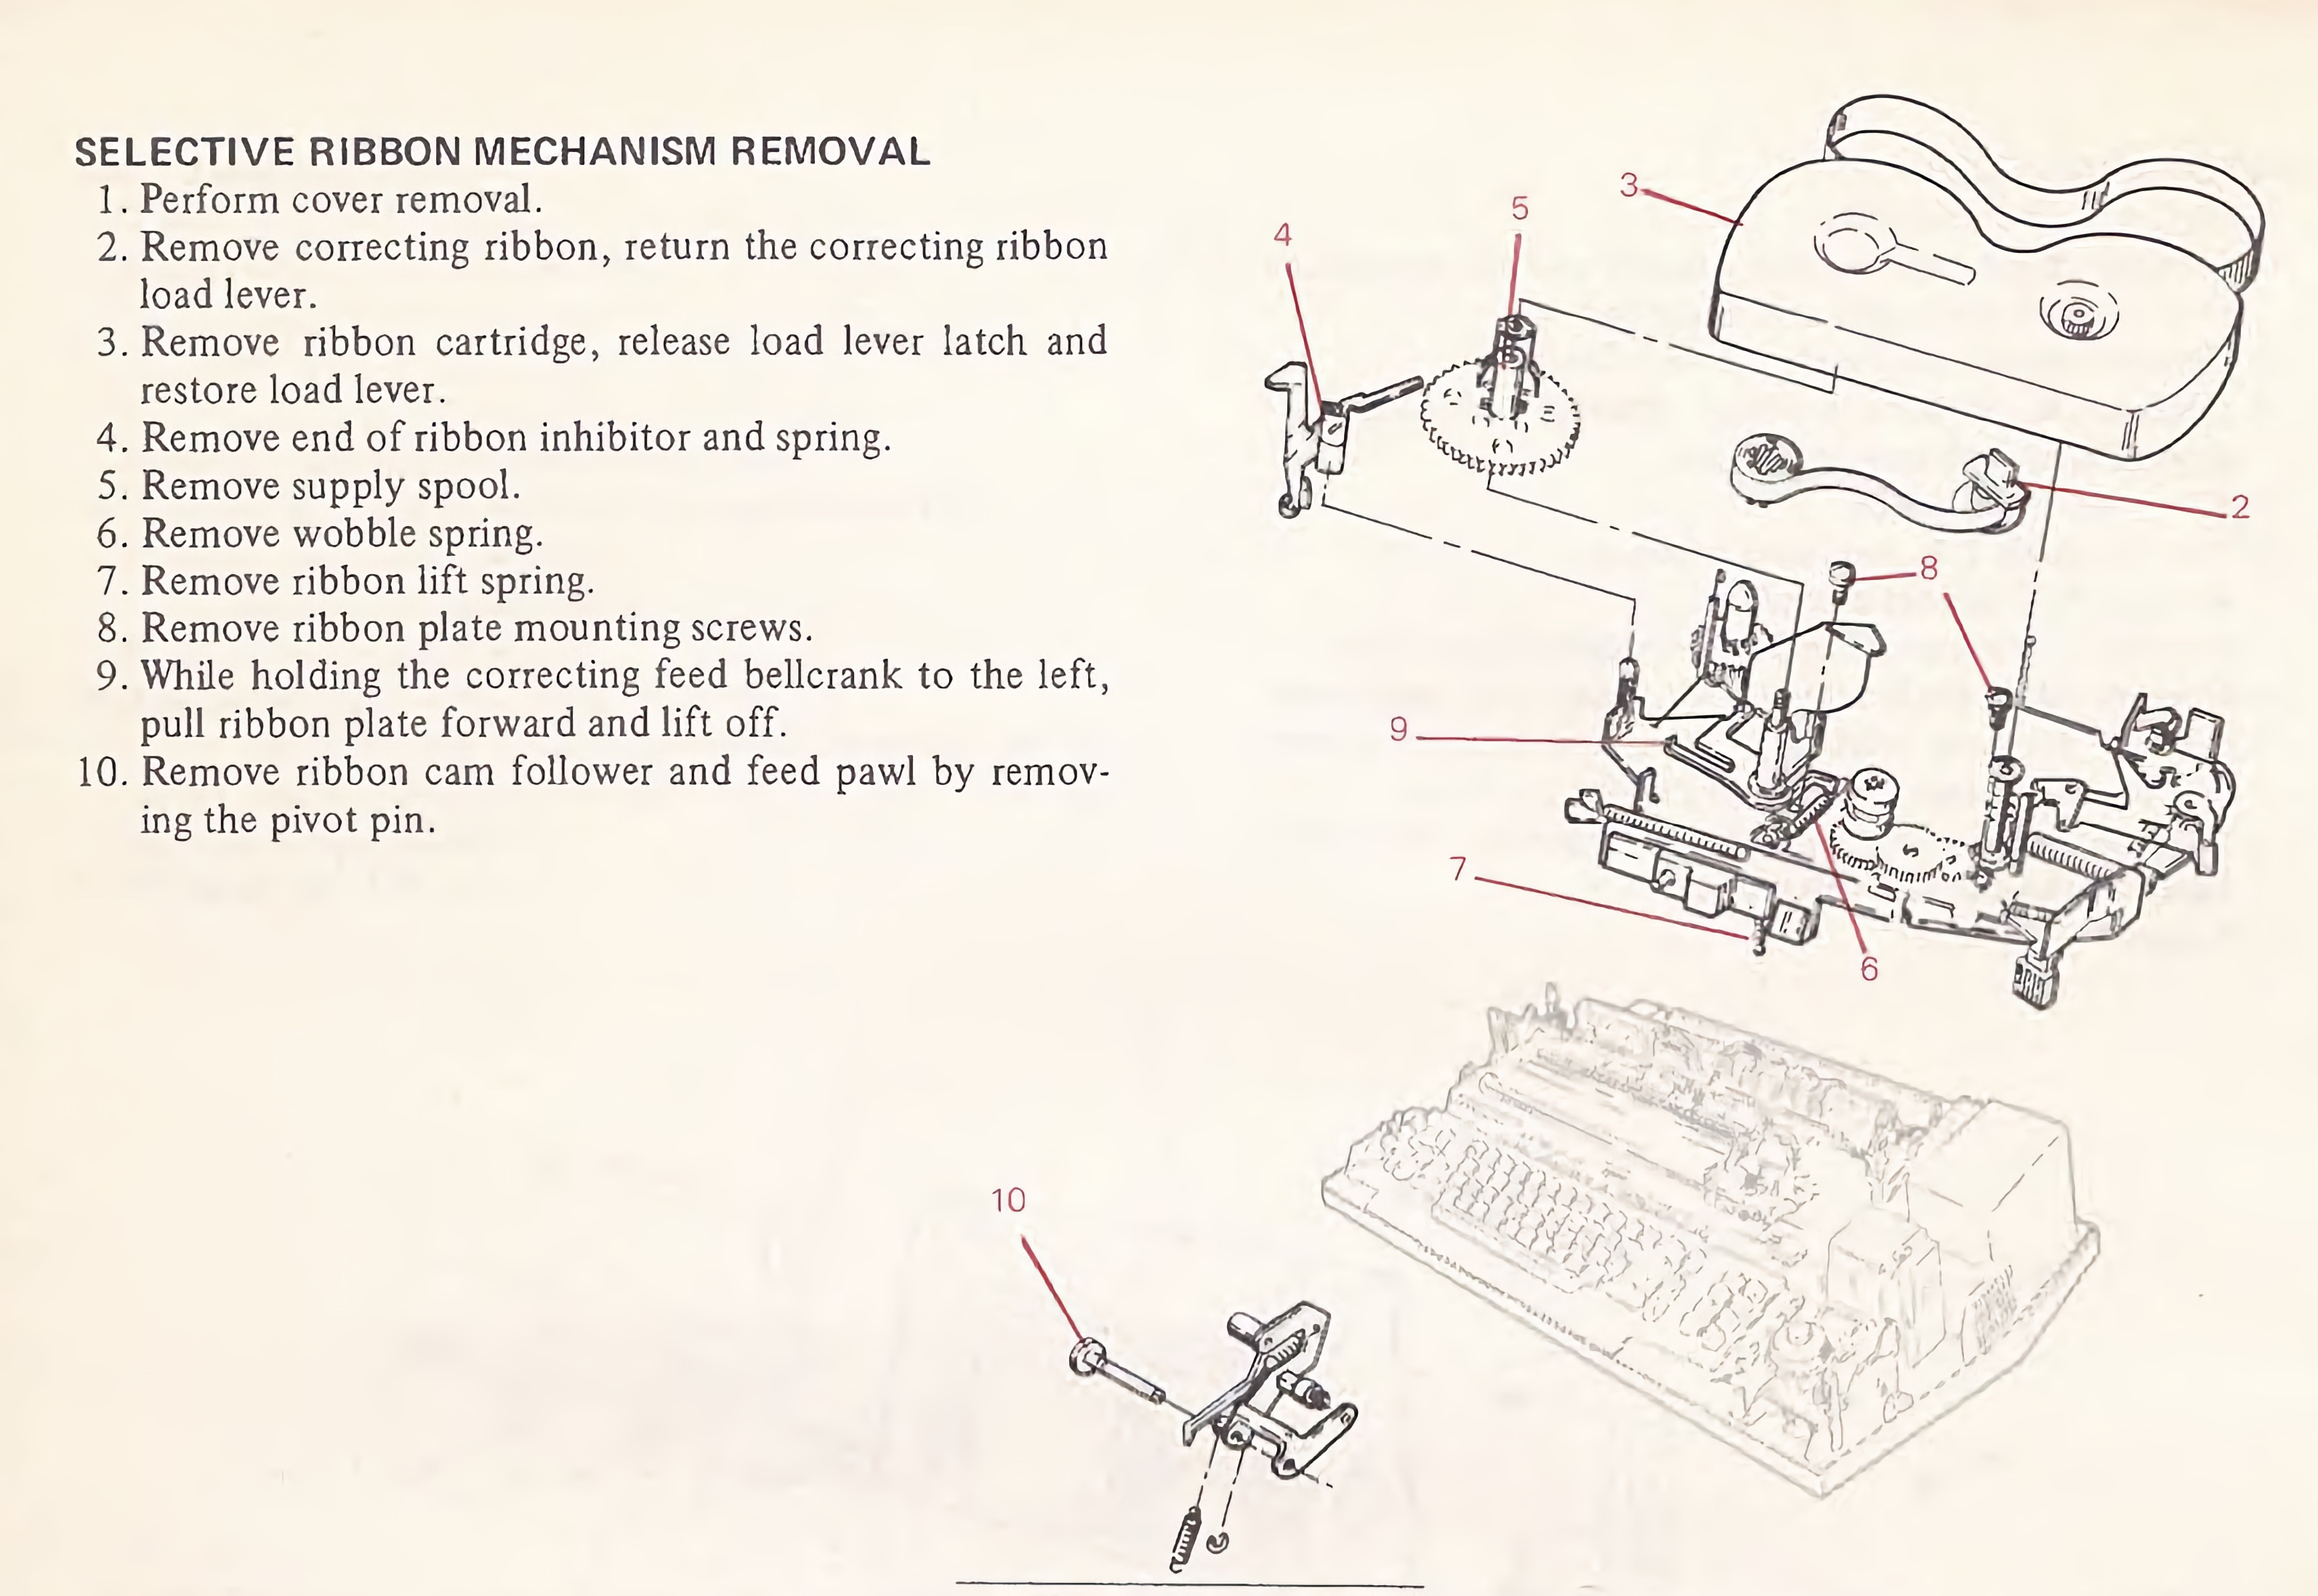 SELECTIVE RIBBON MECHANISM REMOVAL
1. Perform cover removal.
2. Remove correcting ribbon, return the correcting ribbon
load lever.
3. Remove ribbon cartridge, release load lever latch and
restore load lever.
4. Remove end of ribbon inhibitor and spring.
5. Remove supply spool.
6. Remove wobble spring.
7. Remove ribbon lift spring.
8. Remove ribbon plate mounting screws.
9. While holding the correcting feed bellcrank to the left,
pull ribbon plate forward and lift off.
10. Remove ribbon cam follower and feed pawl by remov-
ing the pivot pin.
3
5
4
2
8
9
7
6
10